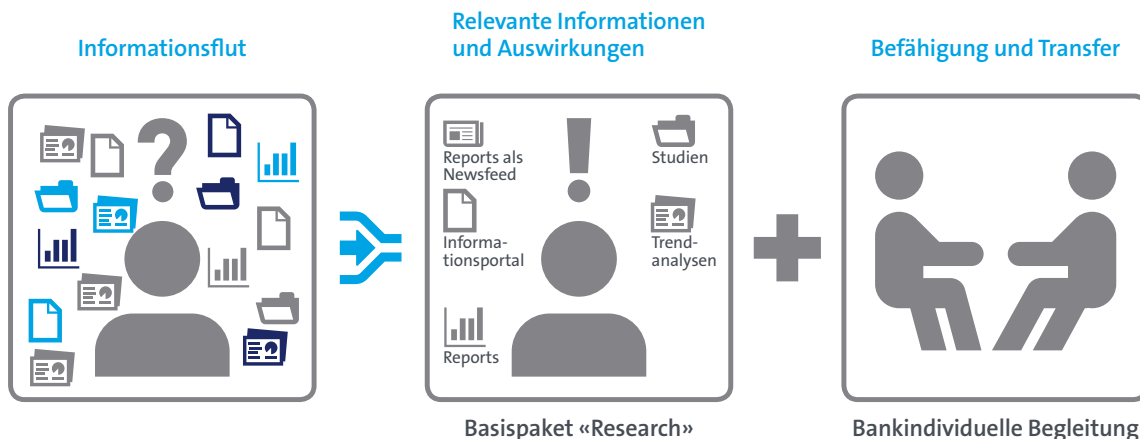 Informationsflut
Relevante Informationen
und Auswirkungen
Befähigung und Transfer
Reports als
Newsfeed
Studien
Informa-
tionsportal
Trend-
analysen
Reports
Basispaket «Research»
Bankindividuelle Begleitung